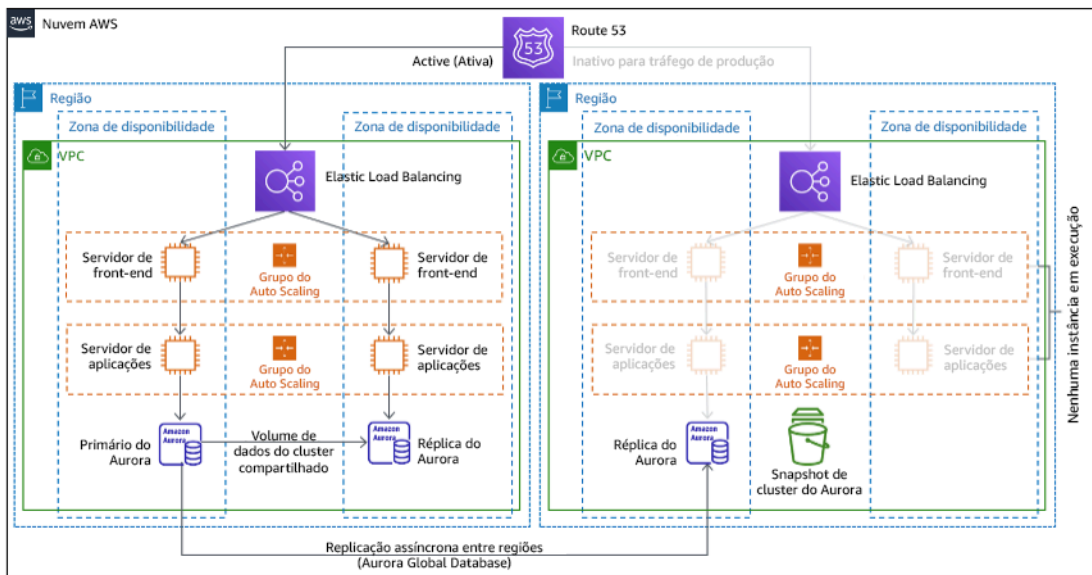 aws
Nuvem AWS
Route 53
53
Active (Ativa)
Inativo para tráfego de produção
Região
Zona de disponibilidade
Zona de disponibilidade
VPC
Elastic Load Balancing
Servidor de
front-end
Grupo do
Auto Scaling
Servidor de
front-end
Servidor de
aplicações
Grupo do
Auto Scaling
Servidor de
aplicações
Primário do
Aurora
Amazon
Aurora
Volume de
dados do cluster
compartilhado
Amazon
Aurora
Réplica do
Aurora
Região
Zona de disponibilidade
Zona de disponibilidade
VPC
Elastic Load Balancing
Servidor de
front-end
Grupo do
Auto Scaling
Servidor de
front-end
Servidor de
aplicações
Grupo do
Auto Scaling
Servidor de
aplicações
Réplica do
Aurora
Amazon
Aurora
Snapshot de
cluster do Aurora
Nenhuma instância em execução
Replicação assíncrona entre regiões
(Aurora Global Database)